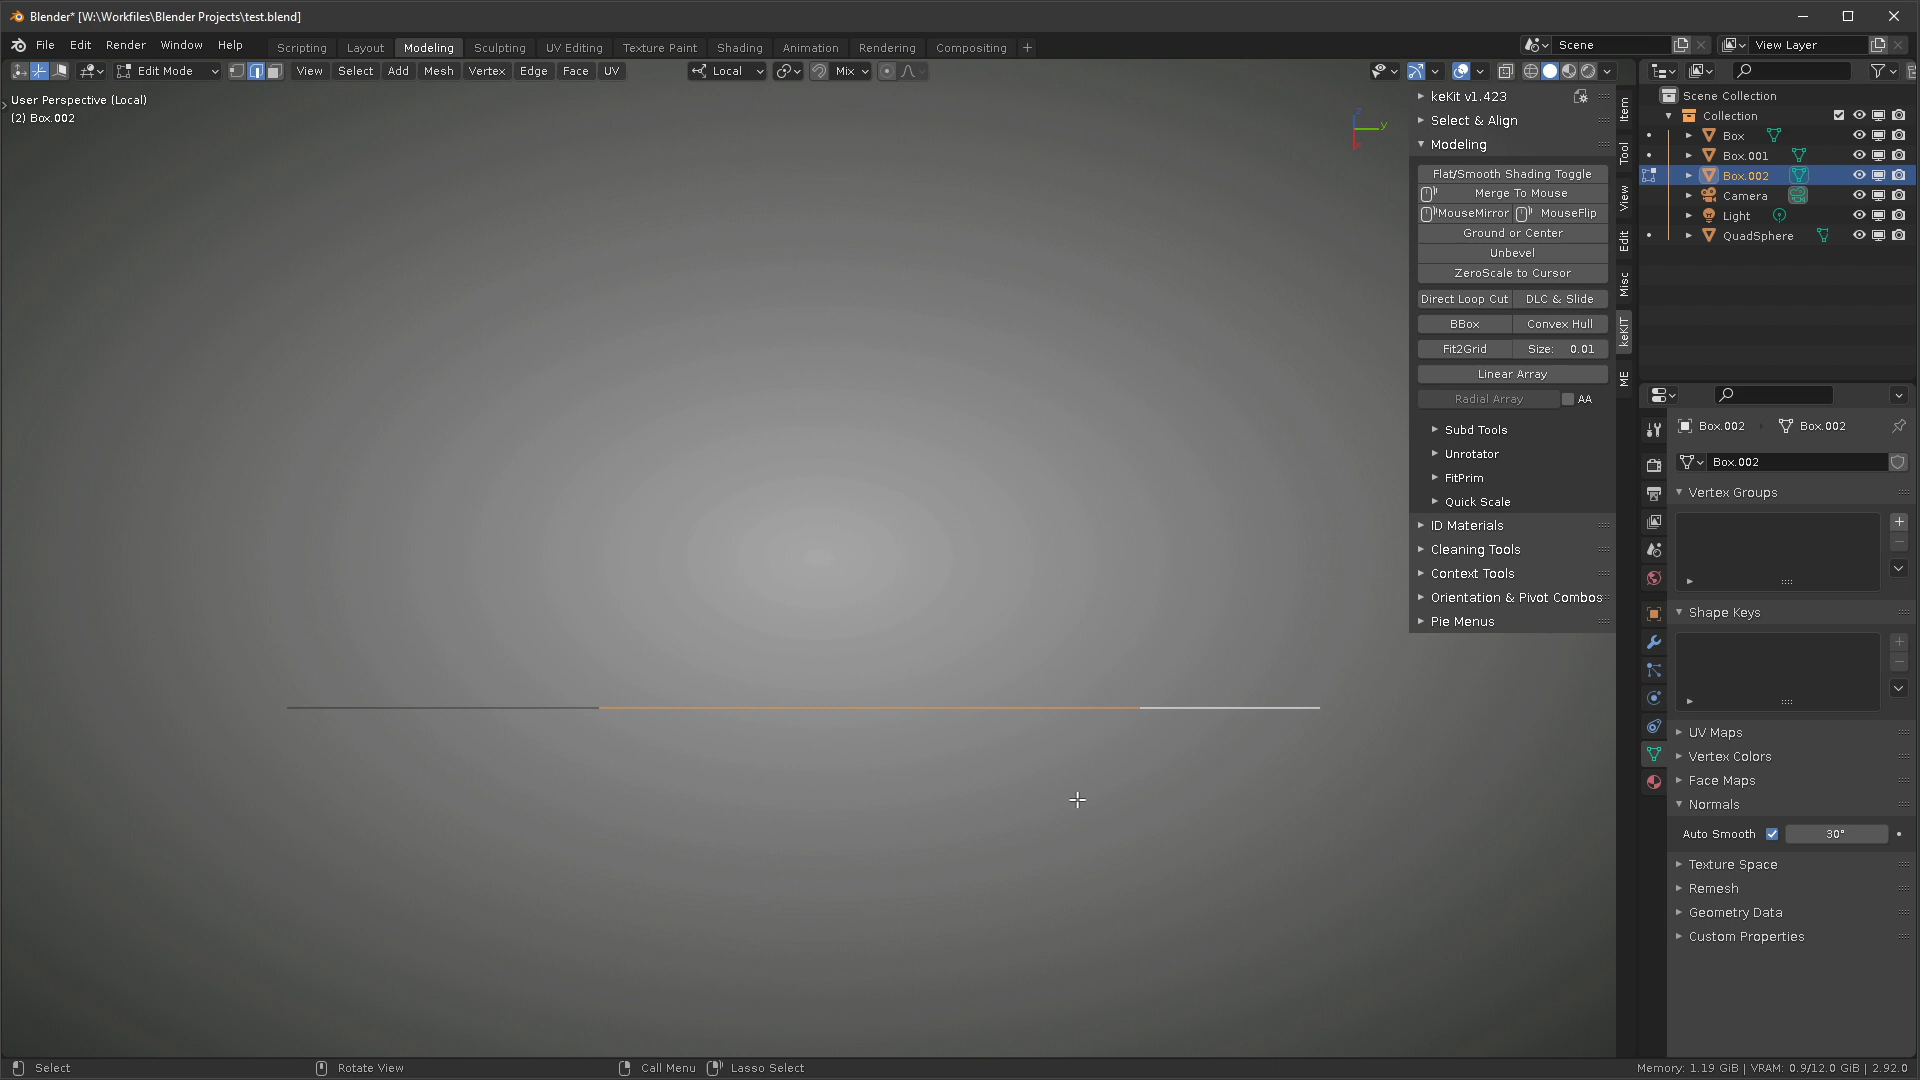 Blender* [W:\Workfiles\Blender Projects\test.blend]
File Edit Render Window Help Scripting Layout Modeling Sculpting UV Editing Texture Paint Shading Animation Rendering Compositing + Scene View Layer
Edit Mode View Select Add Mesh Vertex Edge Face UV Local Mix
User Perspective (Local)
(2) Box.002
Z
Y
X
keKit v1.423
Select & Align
Modeling
Flat/Smooth Shading Toggle
Merge To Mouse
MouseMirror MouseFlip
Ground or Center
Unbevel
ZeroScale to Cursor
Direct Loop Cut DLC & Slide
BBox Convex Hull
Fit2Grid Size: 0.01
Linear Array
Radial Array AA
Subd Tools
Unrotator
FitPrim
Quick Scale
ID Materials
Cleaning Tools
Context Tools
Orientation & Pivot Combos
Pie Menus
Item
Tool
View
Edit
Misc
keKIT
ME
Scene Collection
Collection
Box
Box.001
Box.002
Camera
Light
QuadSphere
Box.002 Box.002
Box.002
Vertex Groups
Shape Keys
UV Maps
Vertex Colors
Face Maps
Normals
Auto Smooth 30°
Texture Space
Remesh
Geometry Data
Custom Properties
Select Rotate View Call Menu Lasso Select Memory: 1.19 GiB | VRAM: 0.9/12.0 GiB | 2.92.0